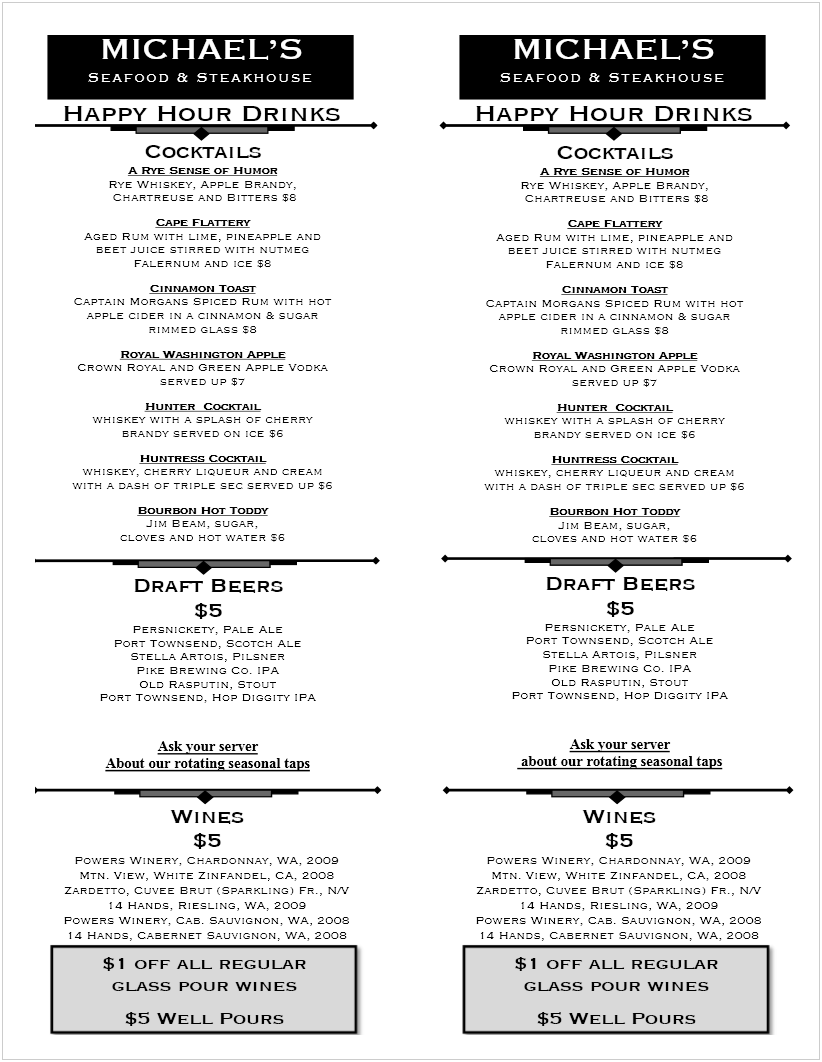 MICHAEL'S
SEAFOOD & STEAKHOUSE
HAPPY HOUR DRINKS
COCKTAILS
A RYE SENSE OF HUMOR
RYE WHISKEY, APPLE BRANDY,
CHARTREUSE AND BITTERS $8
CAPE FLATTERY
AGED RUM WITH LIME, PINEAPPLE AND
BEET JUICE STIRRED WITH NUTMEG
FALERNUM AND ICE $8
CINNAMON TOAST
CAPTAIN MORGANS SPICED RUM WITH HOT
APPLE CIDER IN A CINNAMON & SUGAR
RIMMED GLASS $8
ROYAL WASHINGTON APPLE
CROWN ROYAL AND GREEN APPLE VODKA
SERVED UP $7
HUNTER COCKTAIL
WHISKEY WITH A SPLASH OF CHERRY
BRANDY SERVED ON ICE $6
HUNTRESS COCKTAIL
WHISKEY, CHERRY LIQUEUR AND CREAM
WITH A DASH OF TRIPLE SEC SERVED UP $6
BOURBON HOT TODDY
JIM BEAM, SUGAR,
CLOVES AND HOT WATER $6
DRAFT BEERS
$5
PERSNICKETY, PALE ALE
PORT TOWNSEND, SCOTCH ALE
STELLA ARTOIS, PILSNER
PIKE BREWING CO. IPA
OLD RASPUTIN, STOUT
PORT TOWNSEND, HOP DIGGITY IPA
Ask your server
About our rotating seasonal taps
WINES
$5
POWERS WINERY, CHARDONNAY, WA, 2009
MTN. VIEW, WHITE ZINFANDEL, CA, 2008
ZARDETTO, CUVEE BRUT (SPARKLING) FR., N/V
14 HANDS, RIESLING, WA, 2009
POWERS WINERY, CAB. SAUVIGNON, WA, 2008
14 HANDS, CABERNET SAUVIGNON, WA, 2008
$1 OFF ALL REGULAR
GLASS POUR WINES
$5 WELL POURS
MICHAEL'S
SEAFOOD & STEAKHOUSE
HAPPY HOUR DRINKS
COCKTAILS
A RYE SENSE OF HUMOR
RYE WHISKEY, APPLE BRANDY,
CHARTREUSE AND BITTERS $8
CAPE FLATTERY
AGED RUM WITH LIME, PINEAPPLE AND
BEET JUICE STIRRED WITH NUTMEG
FALERNUM AND ICE $8
CINNAMON TOAST
CAPTAIN MORGANS SPICED RUM WITH HOT
APPLE CIDER IN A CINNAMON & SUGAR
RIMMED GLASS $8
ROYAL WASHINGTON APPLE
CROWN ROYAL AND GREEN APPLE VODKA
SERVED UP $7
HUNTER COCKTAIL
WHISKEY WITH A SPLASH OF CHERRY
BRANDY SERVED ON ICE $6
HUNTRESS COCKTAIL
WHISKEY, CHERRY LIQUEUR AND CREAM
WITH A DASH OF TRIPLE SEC SERVED UP $6
BOURBON HOT TODDY
JIM BEAM, SUGAR,
CLOVES AND HOT WATER $6
DRAFT BEERS
$5
PERSNICKETY, PALE ALE
PORT TOWNSEND, SCOTCH ALE
STELLA ARTOIS, PILSNER
PIKE BREWING CO. IPA
OLD RASPUTIN, STOUT
PORT TOWNSEND, HOP DIGGITY IPA
Ask your server
about our rotating seasonal taps
WINES
$5
POWERS WINERY, CHARDONNAY, WA, 2009
MTN. VIEW, WHITE ZINFANDEL, CA, 2008
ZARDETTO, CUVEE BRUT (SPARKLING) FR., N/V
14 HANDS, RIESLING, WA, 2009
POWERS WINERY, CAB. SAUVIGNON, WA, 2008
14 HANDS, CABERNET SAUVIGNON, WA, 2008
$1 OFF ALL REGULAR
GLASS POUR WINES
$5 WELL POURS